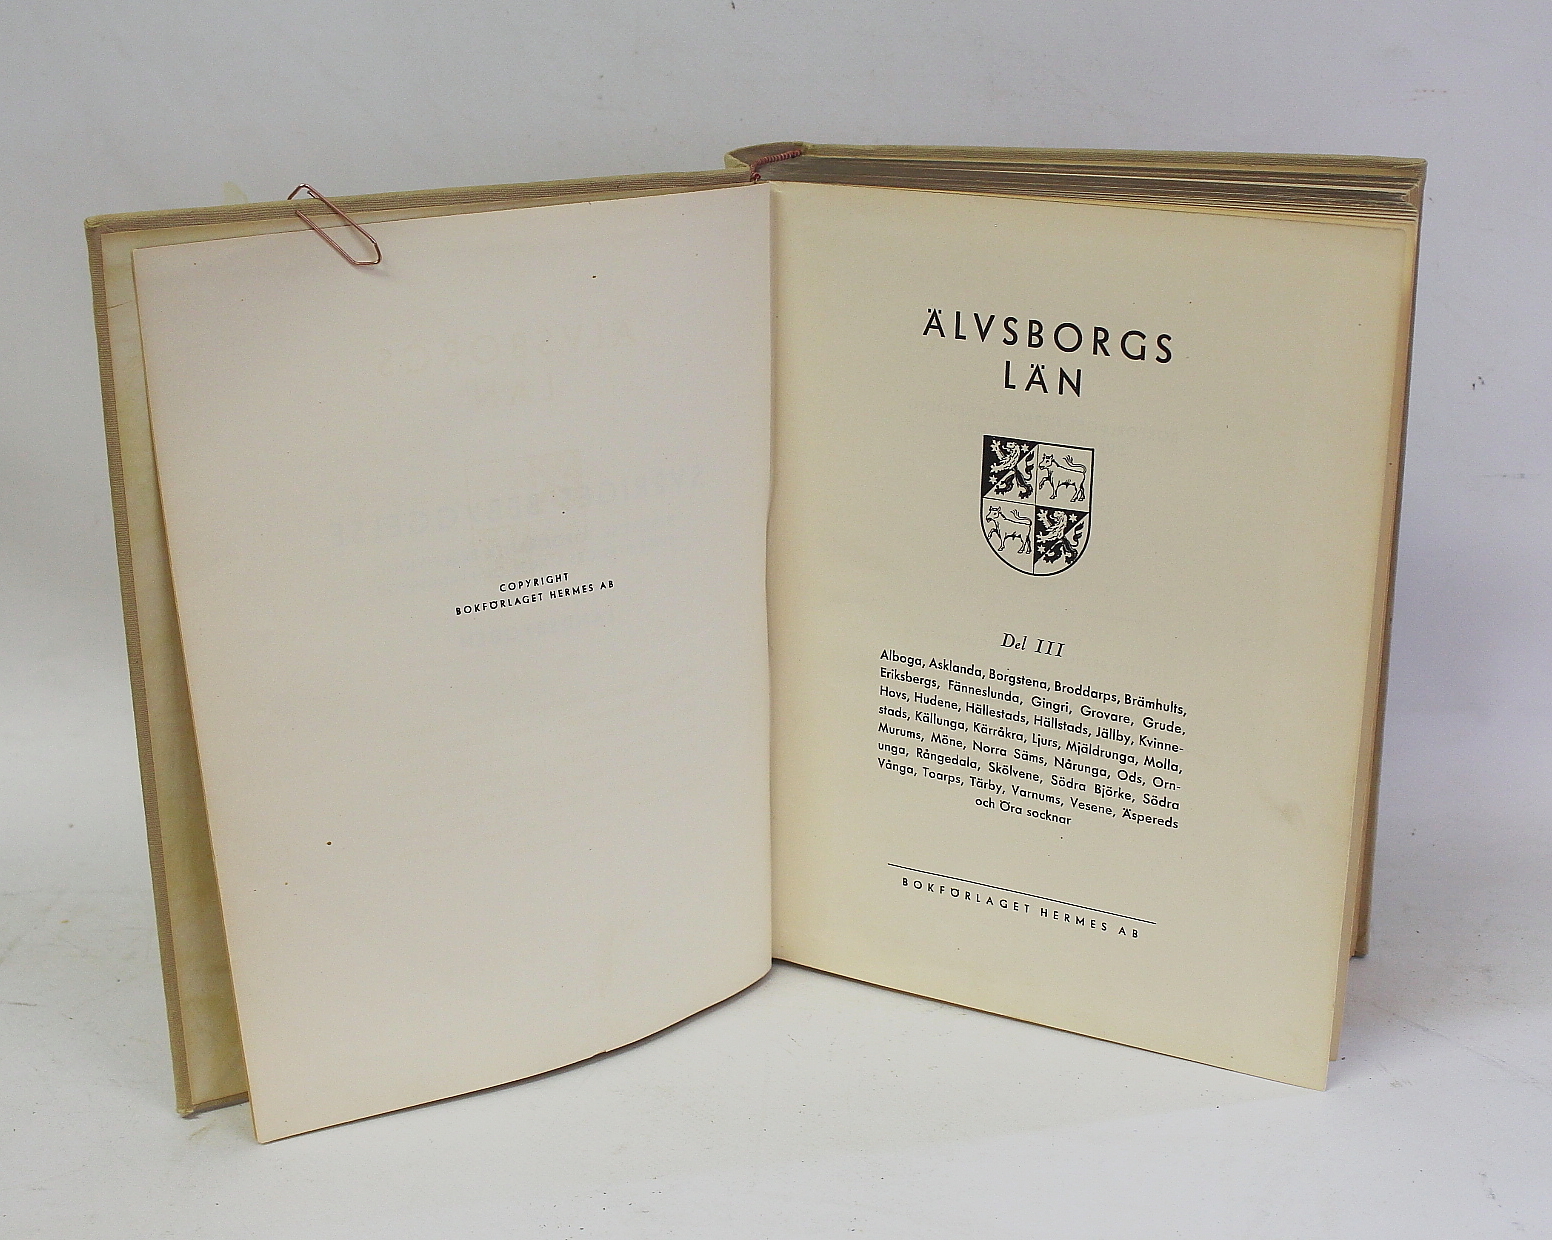 COPYRIGHT
BOKFÖRLAGET HERMES AB
ÄLVSBORGS
LÄN
Del III
Alboga, Asklanda, Borgstena, Broddarps, Brämhults,
Eriksbergs, Fänneslunda, Gingri, Grovare, Grude,
Hovs, Hudene, Hällestads, Hällstads, Jällby, Kvinne-
stads, Källunga, Kärråkra, Ljurs, Mjäldrunga, Molla,
Murums, Möne, Norra Säms, Nårunga, Ods, Orn-
unga, Rångedala, Skölvene, Södra Björke, Södra
Vånga, Toarps, Tärby, Varnums, Vesene, Äspereds
och Öra socknar
BOKFÖRLAGET HERMES AB